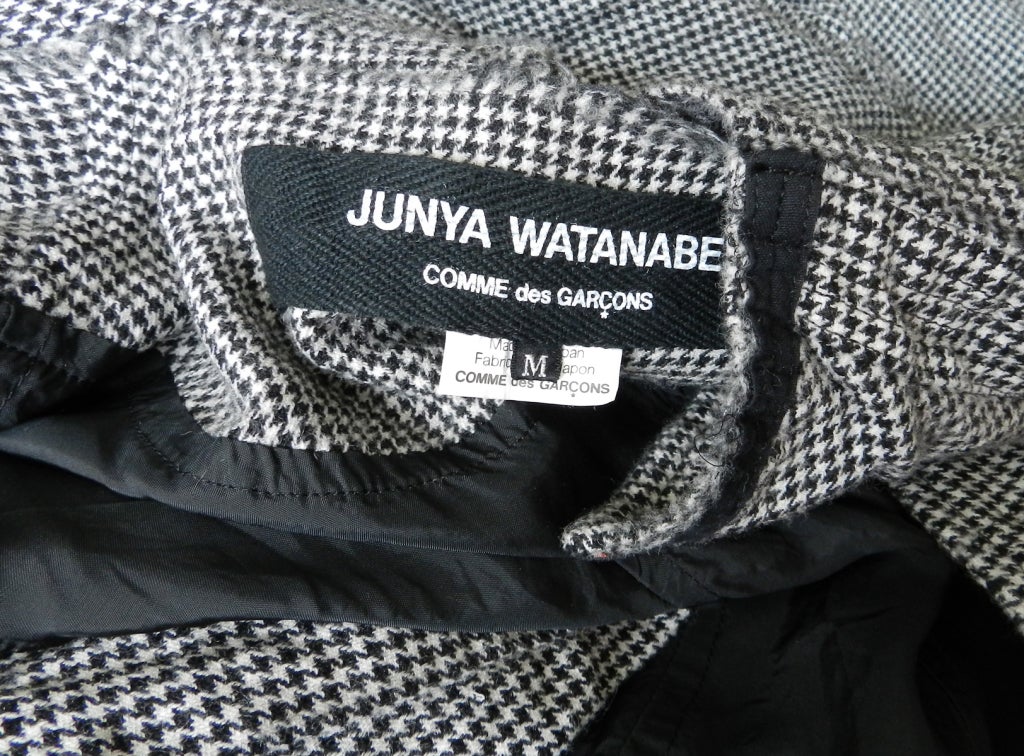 JUNYA WATANABE
COMME des GARÇONS
M
COMME des GARÇONS